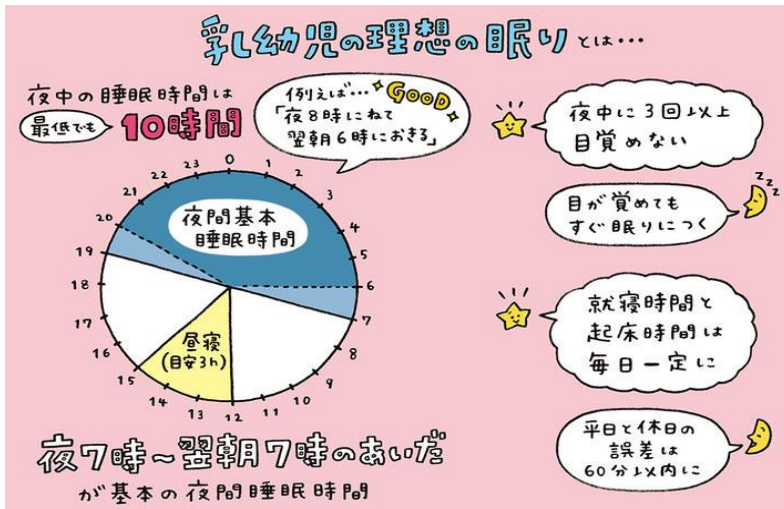 乳幼児の理想の眠りとは…
夜中の睡眠時間は
最低でも 10時間
例えば… GOOD
「夜8時にねて
翌朝6時におきる」
0
1
2
3
4
5
6
7
8
9
10
11
12
13
14
15
16
17
18
19
20
21
22
23
夜間基本
睡眠時間
昼寝
(目安3h)
夜7時～翌朝7時のあいだ
が基本の夜間睡眠時間
夜中に3回以上
目覚めない
目が覚めても
すぐ眠りにつく
zzz
就寝時間と
起床時間は
毎日一定に
平日と休日の
誤差は
60分以内に